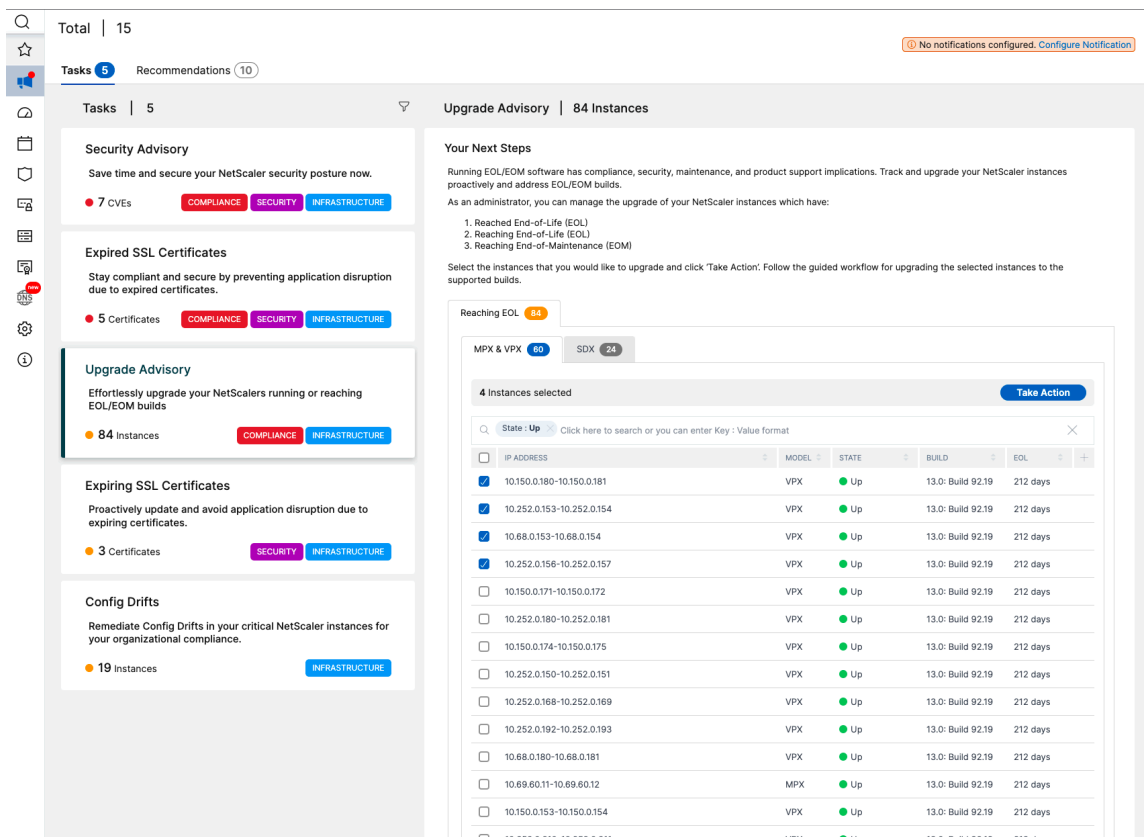 Total | 15
No notifications configured. Configure Notification
Tasks 5
Recommendations 10
Tasks | 5
Security Advisory
Save time and secure your NetScaler security posture now.
7 CVEs
COMPLIANCE SECURITY INFRASTRUCTURE
Expired SSL Certificates
Stay compliant and secure by preventing application disruption
due to expired certificates.
5 Certificates
COMPLIANCE SECURITY INFRASTRUCTURE
Upgrade Advisory
Effortlessly upgrade your NetScalers running or reaching
EOL/EOM builds
84 Instances
COMPLIANCE INFRASTRUCTURE
Expiring SSL Certificates
Proactively update and avoid application disruption due to
expiring certificates.
3 Certificates
SECURITY INFRASTRUCTURE
Config Drifts
Remediate Config Drifts in your critical NetScaler instances for
your organizational compliance.
19 Instances
INFRASTRUCTURE
new
DNS
Upgrade Advisory | 84 Instances
Your Next Steps
Running EOL/EOM software has compliance, security, maintenance, and product support implications. Track and upgrade your NetScaler instances
proactively and address EOL/EOM builds.
As an administrator, you can manage the upgrade of your NetScaler instances which have:
1. Reached End-of-Life (EOL)
2. Reaching End-of-Life (EOL)
3. Reaching End-of-Maintenance (EOM)
Select the instances that you would like to upgrade and click 'Take Action'. Follow the guided workflow for upgrading the selected instances to the
supported builds.
Reaching EOL 84
MPX & VPX 60
SDX 24
4 Instances selected
Take Action
State : Up Click here to search or you can enter Key : Value format
IP ADDRESS MODEL STATE BUILD EOL
10.150.0.180-10.150.0.181 VPX Up 13.0: Build 92.19 212 days
10.252.0.153-10.252.0.154 VPX Up 13.0: Build 92.19 212 days
10.68.0.153-10.68.0.154 VPX Up 13.0: Build 92.19 212 days
10.252.0.156-10.252.0.157 VPX Up 13.0: Build 92.19 212 days
10.150.0.171-10.150.0.172 VPX Up 13.0: Build 92.19 212 days
10.252.0.180-10.252.0.181 VPX Up 13.0: Build 92.19 212 days
10.150.0.174-10.150.0.175 VPX Up 13.0: Build 92.19 212 days
10.252.0.150-10.252.0.151 VPX Up 13.0: Build 92.19 212 days
10.252.0.168-10.252.0.169 VPX Up 13.0: Build 92.19 212 days
10.252.0.192-10.252.0.193 VPX Up 13.0: Build 92.19 212 days
10.68.0.180-10.68.0.181 VPX Up 13.0: Build 92.19 212 days
10.69.60.11-10.69.60.12 MPX Up 13.0: Build 92.19 212 days
10.150.0.153-10.150.0.154 VPX Up 13.0: Build 92.19 212 days